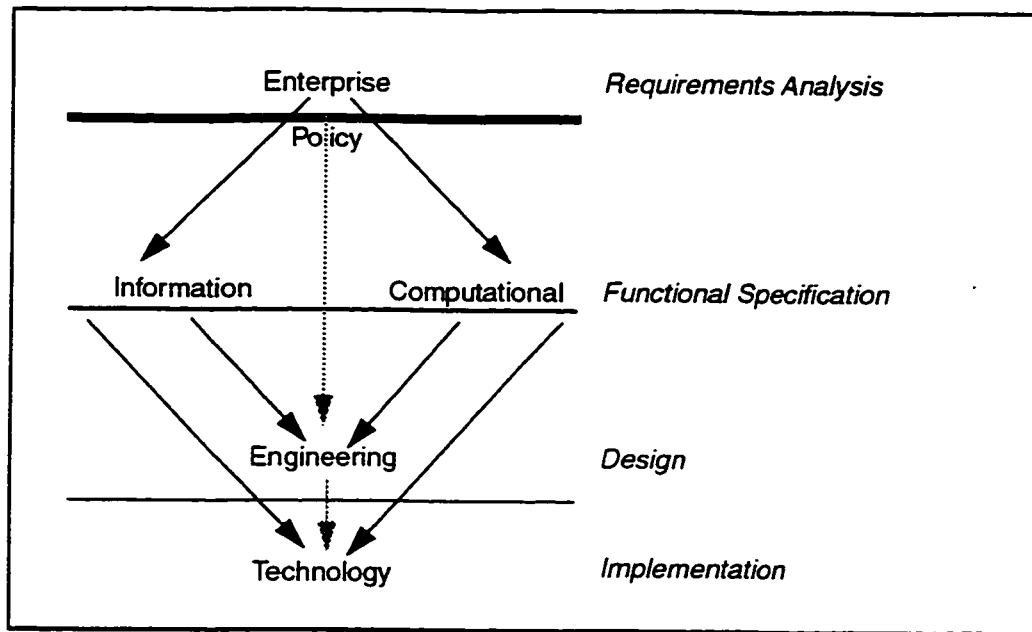 Enterprise Requirements Analysis
Policy
Information Computational Functional Specification
Engineering Design
Technology Implementation